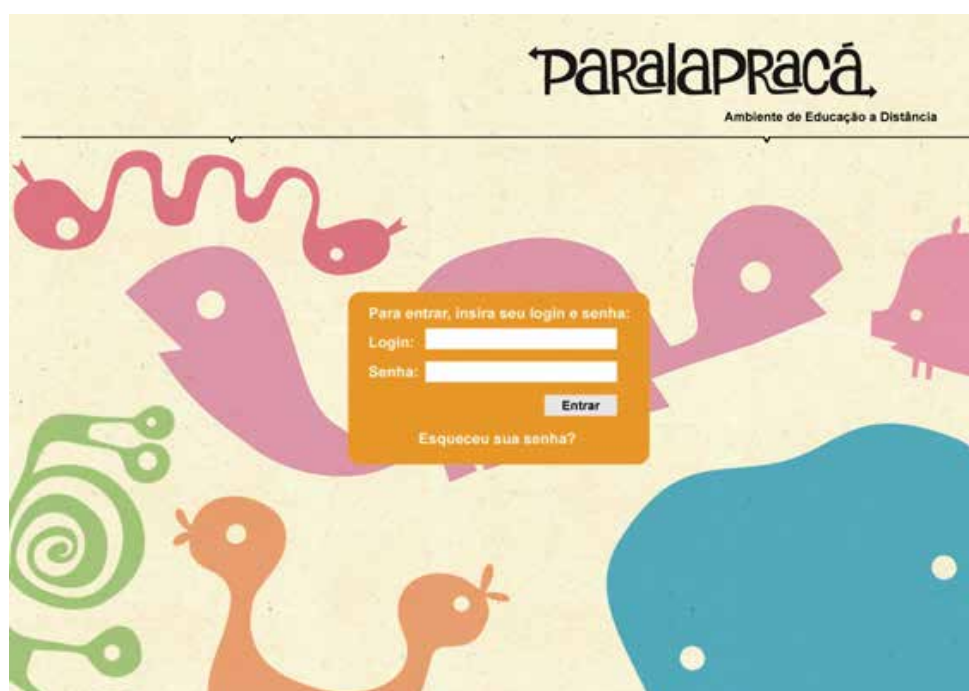 Paralapracá
Ambiente de Educação a Distância
Para entrar, insira seu login e senha:
Login:
Senha:
Entrar
Esqueceu sua senha?